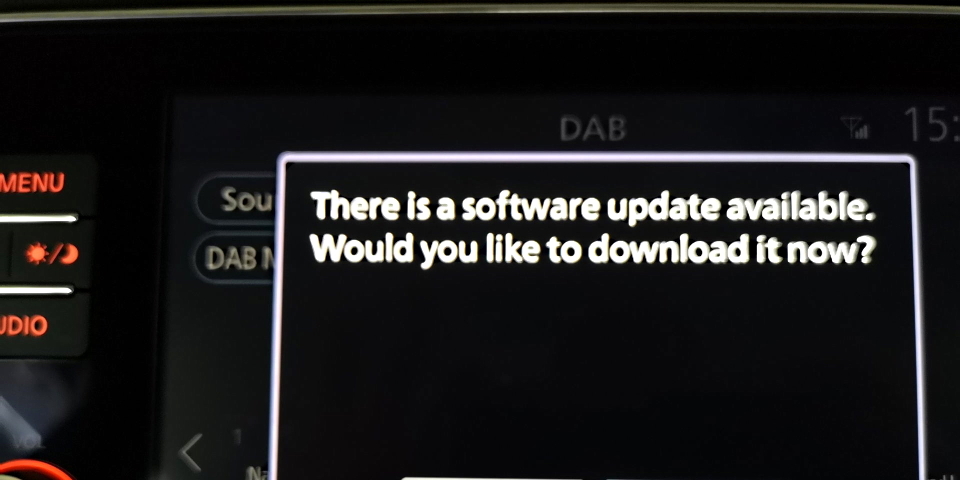 DAB
15:
MENU
Sou
There is a software update available.
Would you like to download it now?
DAB
UDIO
VOL
1
Na